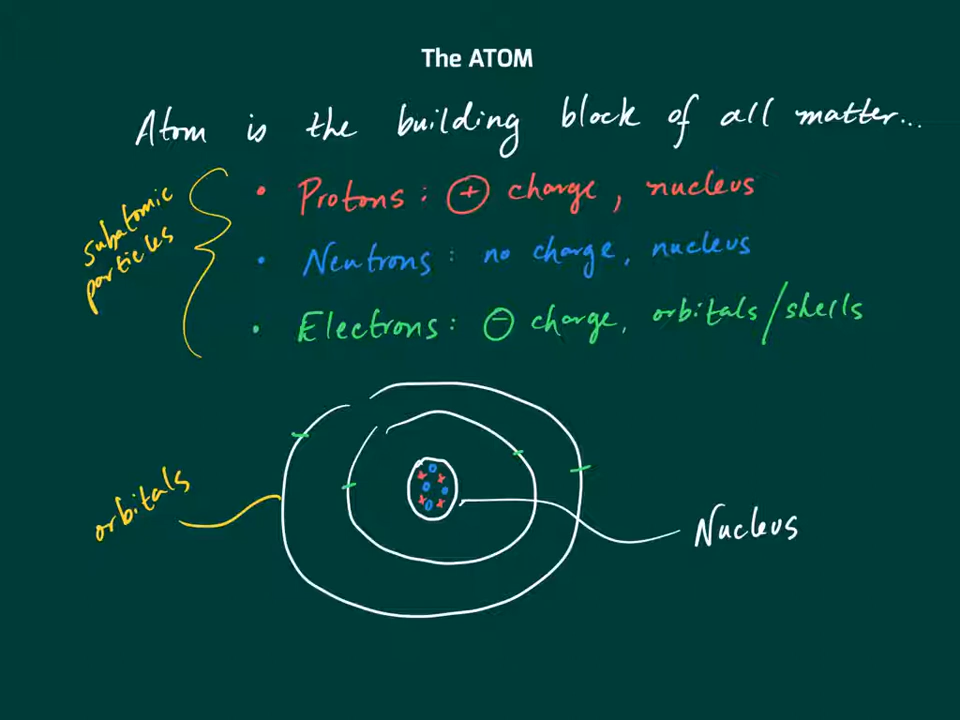 The ATOM
Atom is the building block of all matter...
subatomic
particles
• Protons: ⊕ charge, nucleus
• Neutrons: no charge, nucleus
• Electrons: ⊖ charge, orbitals/shells
orbitals
Nucleus